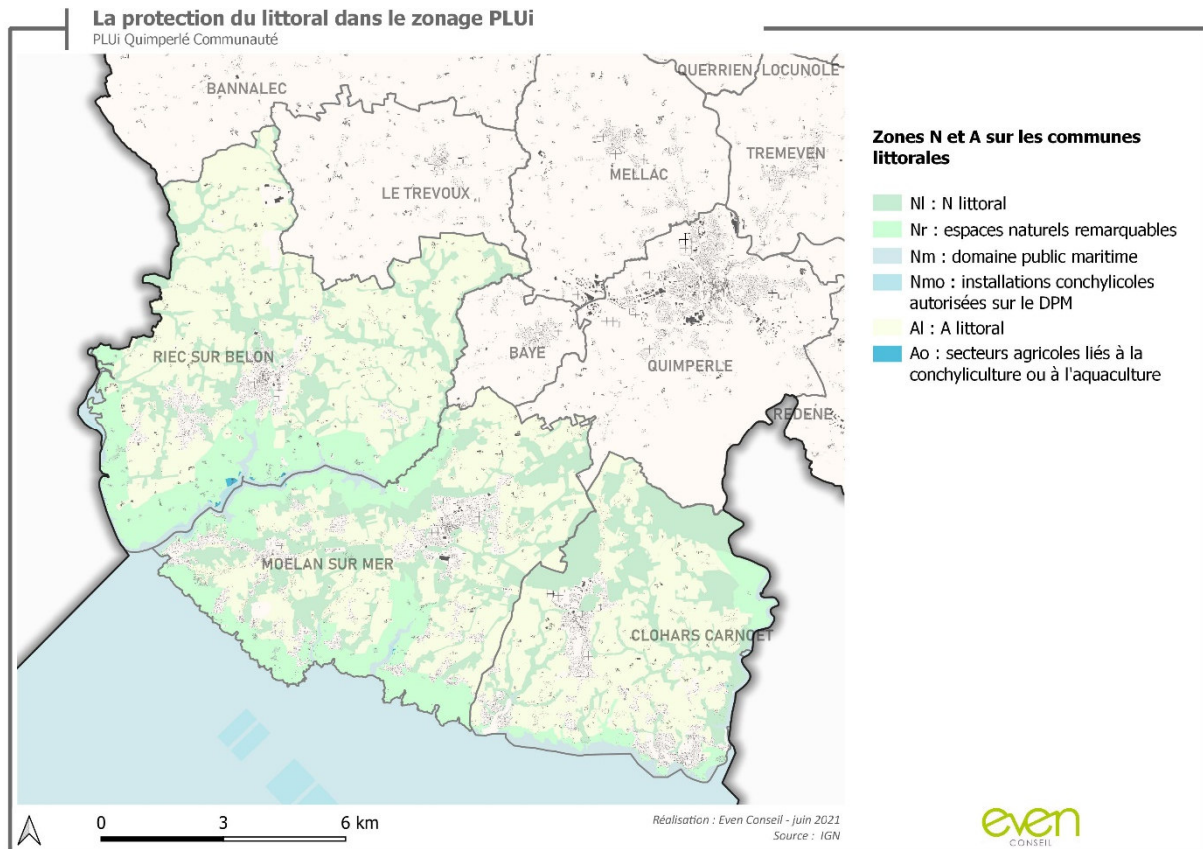 La protection du littoral dans le zonage PLUi
PLUi Quimperlé Communauté
BANNALEC
QUERRIEN
LOCUNOLE
TREMEVEN
MELLAC
LE TREVOUX
RIEC SUR BELON
BAYE
QUIMPERLE
REDENE
MOELAN SUR MER
CLOHARS CARNOET
Zones N et A sur les communes
littorales
Nl : N littoral
Nr : espaces naturels remarquables
Nm : domaine public maritime
Nmo : installations conchylicoles
autorisées sur le DPM
Al : A littoral
Ao : secteurs agricoles liés à la
conchyliculture ou à l'aquaculture
0 3 6 km
Réalisation : Even Conseil - juin 2021
Source : IGN
even
CONSEIL